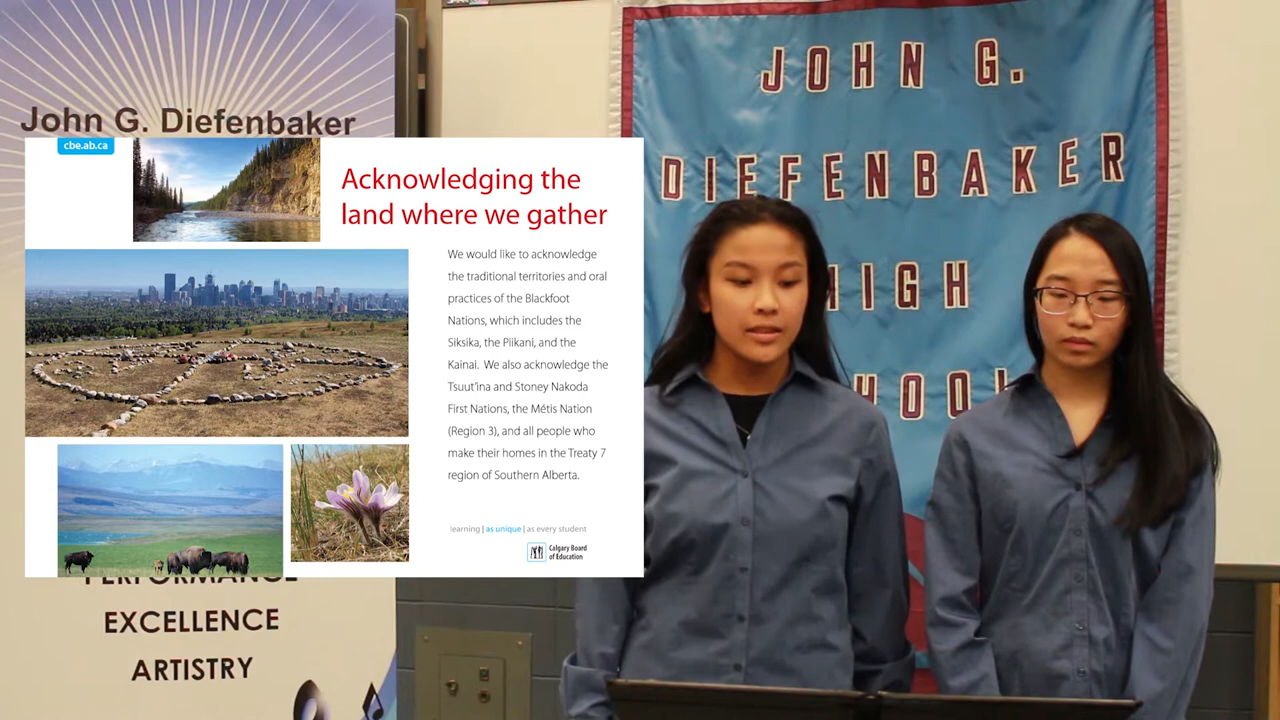 John G. Diefenbaker
cbe.ab.ca
Acknowledging the
land where we gather
We would like to acknowledge
the traditional territories and oral
practices of the Blackfoot
Nations, which includes the
Siksika, the Piikani, and the
Kainai. We also acknowledge the
Tsuut'ina and Stoney Nakoda
First Nations, the Métis Nation
(Region 3), and all people who
make their homes in the Treaty 7
region of Southern Alberta.
learning | as unique | as every student
Calgary Board
of Education
PERFORMANCE
EXCELLENCE
ARTISTRY
JOHN G.
DIEFENBAKER
HIGH
HOOL